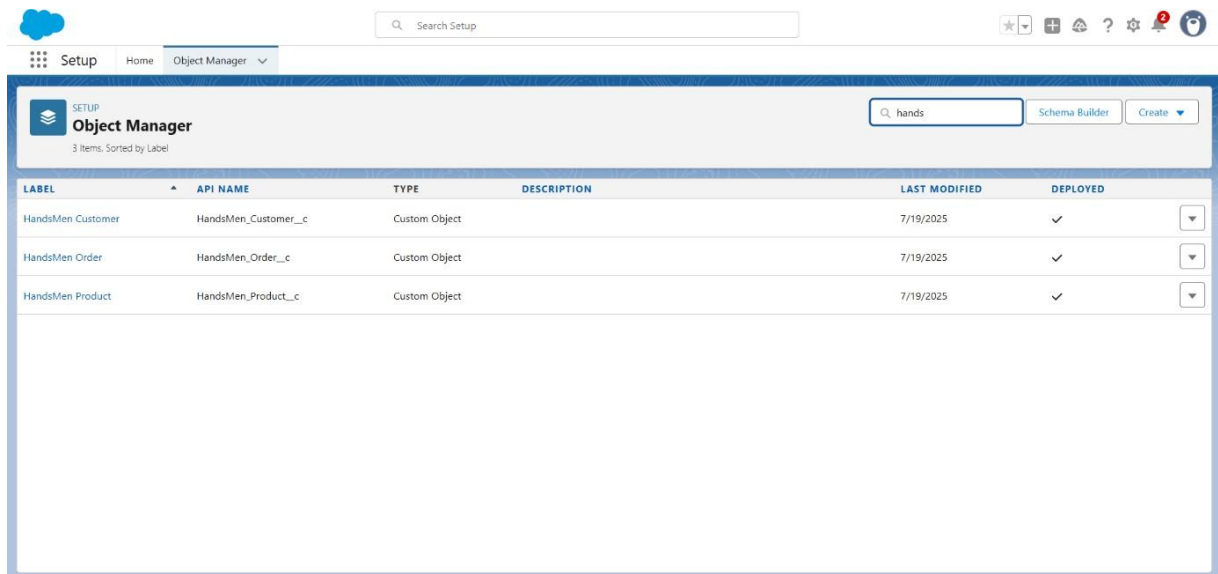 Search Setup
2
Setup Home Object Manager
SETUP
Object Manager
3 Items, Sorted by Label
hands
Schema Builder
Create
LABEL API NAME TYPE DESCRIPTION LAST MODIFIED DEPLOYED
HandsMen Customer HandsMen_Customer__c Custom Object 7/19/2025
HandsMen Order HandsMen_Order__c Custom Object 7/19/2025
HandsMen Product HandsMen_Product__c Custom Object 7/19/2025